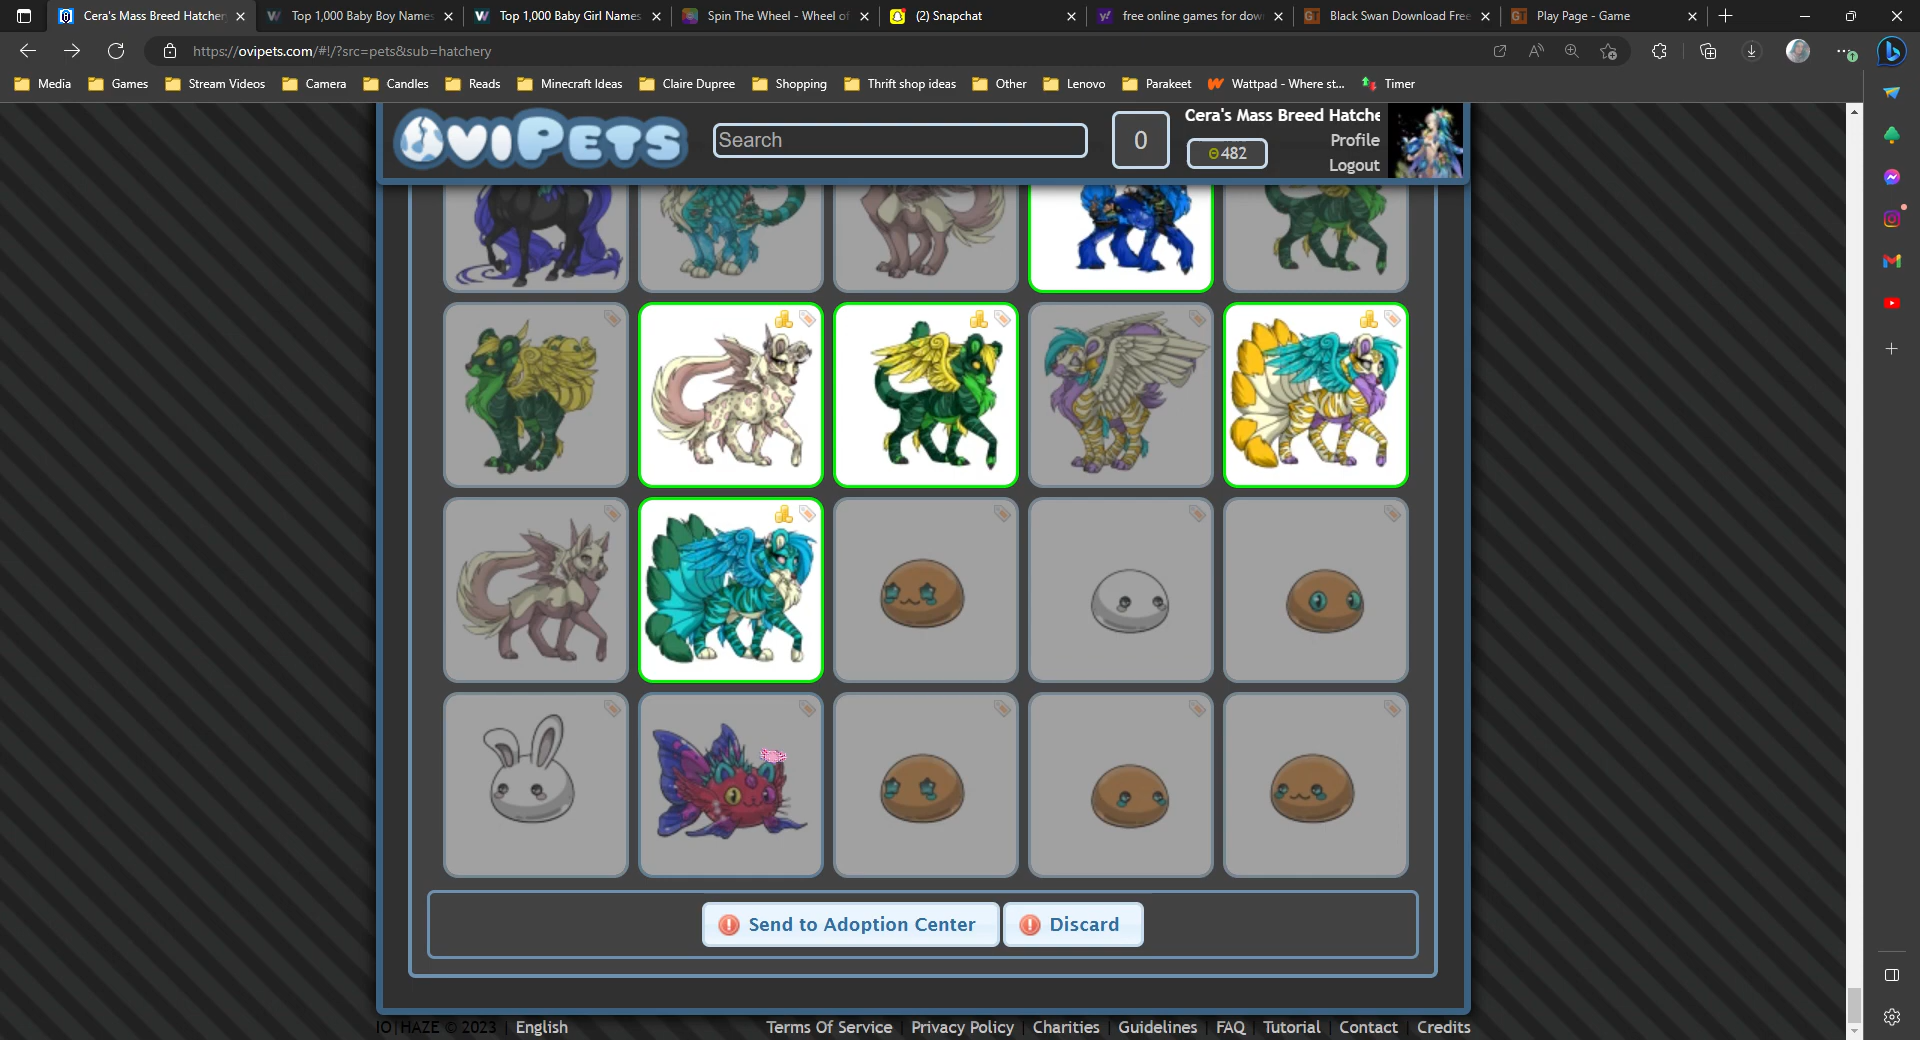 Cera's Mass Breed Hatcher
Top 1,000 Baby Boy Names
Top 1,000 Baby Girl Names
Spin The Wheel - Wheel of
(2) Snapchat
free online games for dow
Black Swan Download Free
Play Page - Game
https://ovipets.com/#!/?src=pets&sub=hatchery
Media
Games
Stream Videos
Camera
Candles
Reads
Minecraft Ideas
Claire Dupree
Shopping
Thrift shop ideas
Other
Lenovo
Parakeet
Wattpad - Where st...
Timer
OviPets
Search
0
Cera's Mass Breed Hatche
482
Profile
Logout
Send to Adoption Center
Discard
IO | HAZE © 2023
English
Terms Of Service
Privacy Policy
Charities
Guidelines
FAQ
Tutorial
Contact
Credits